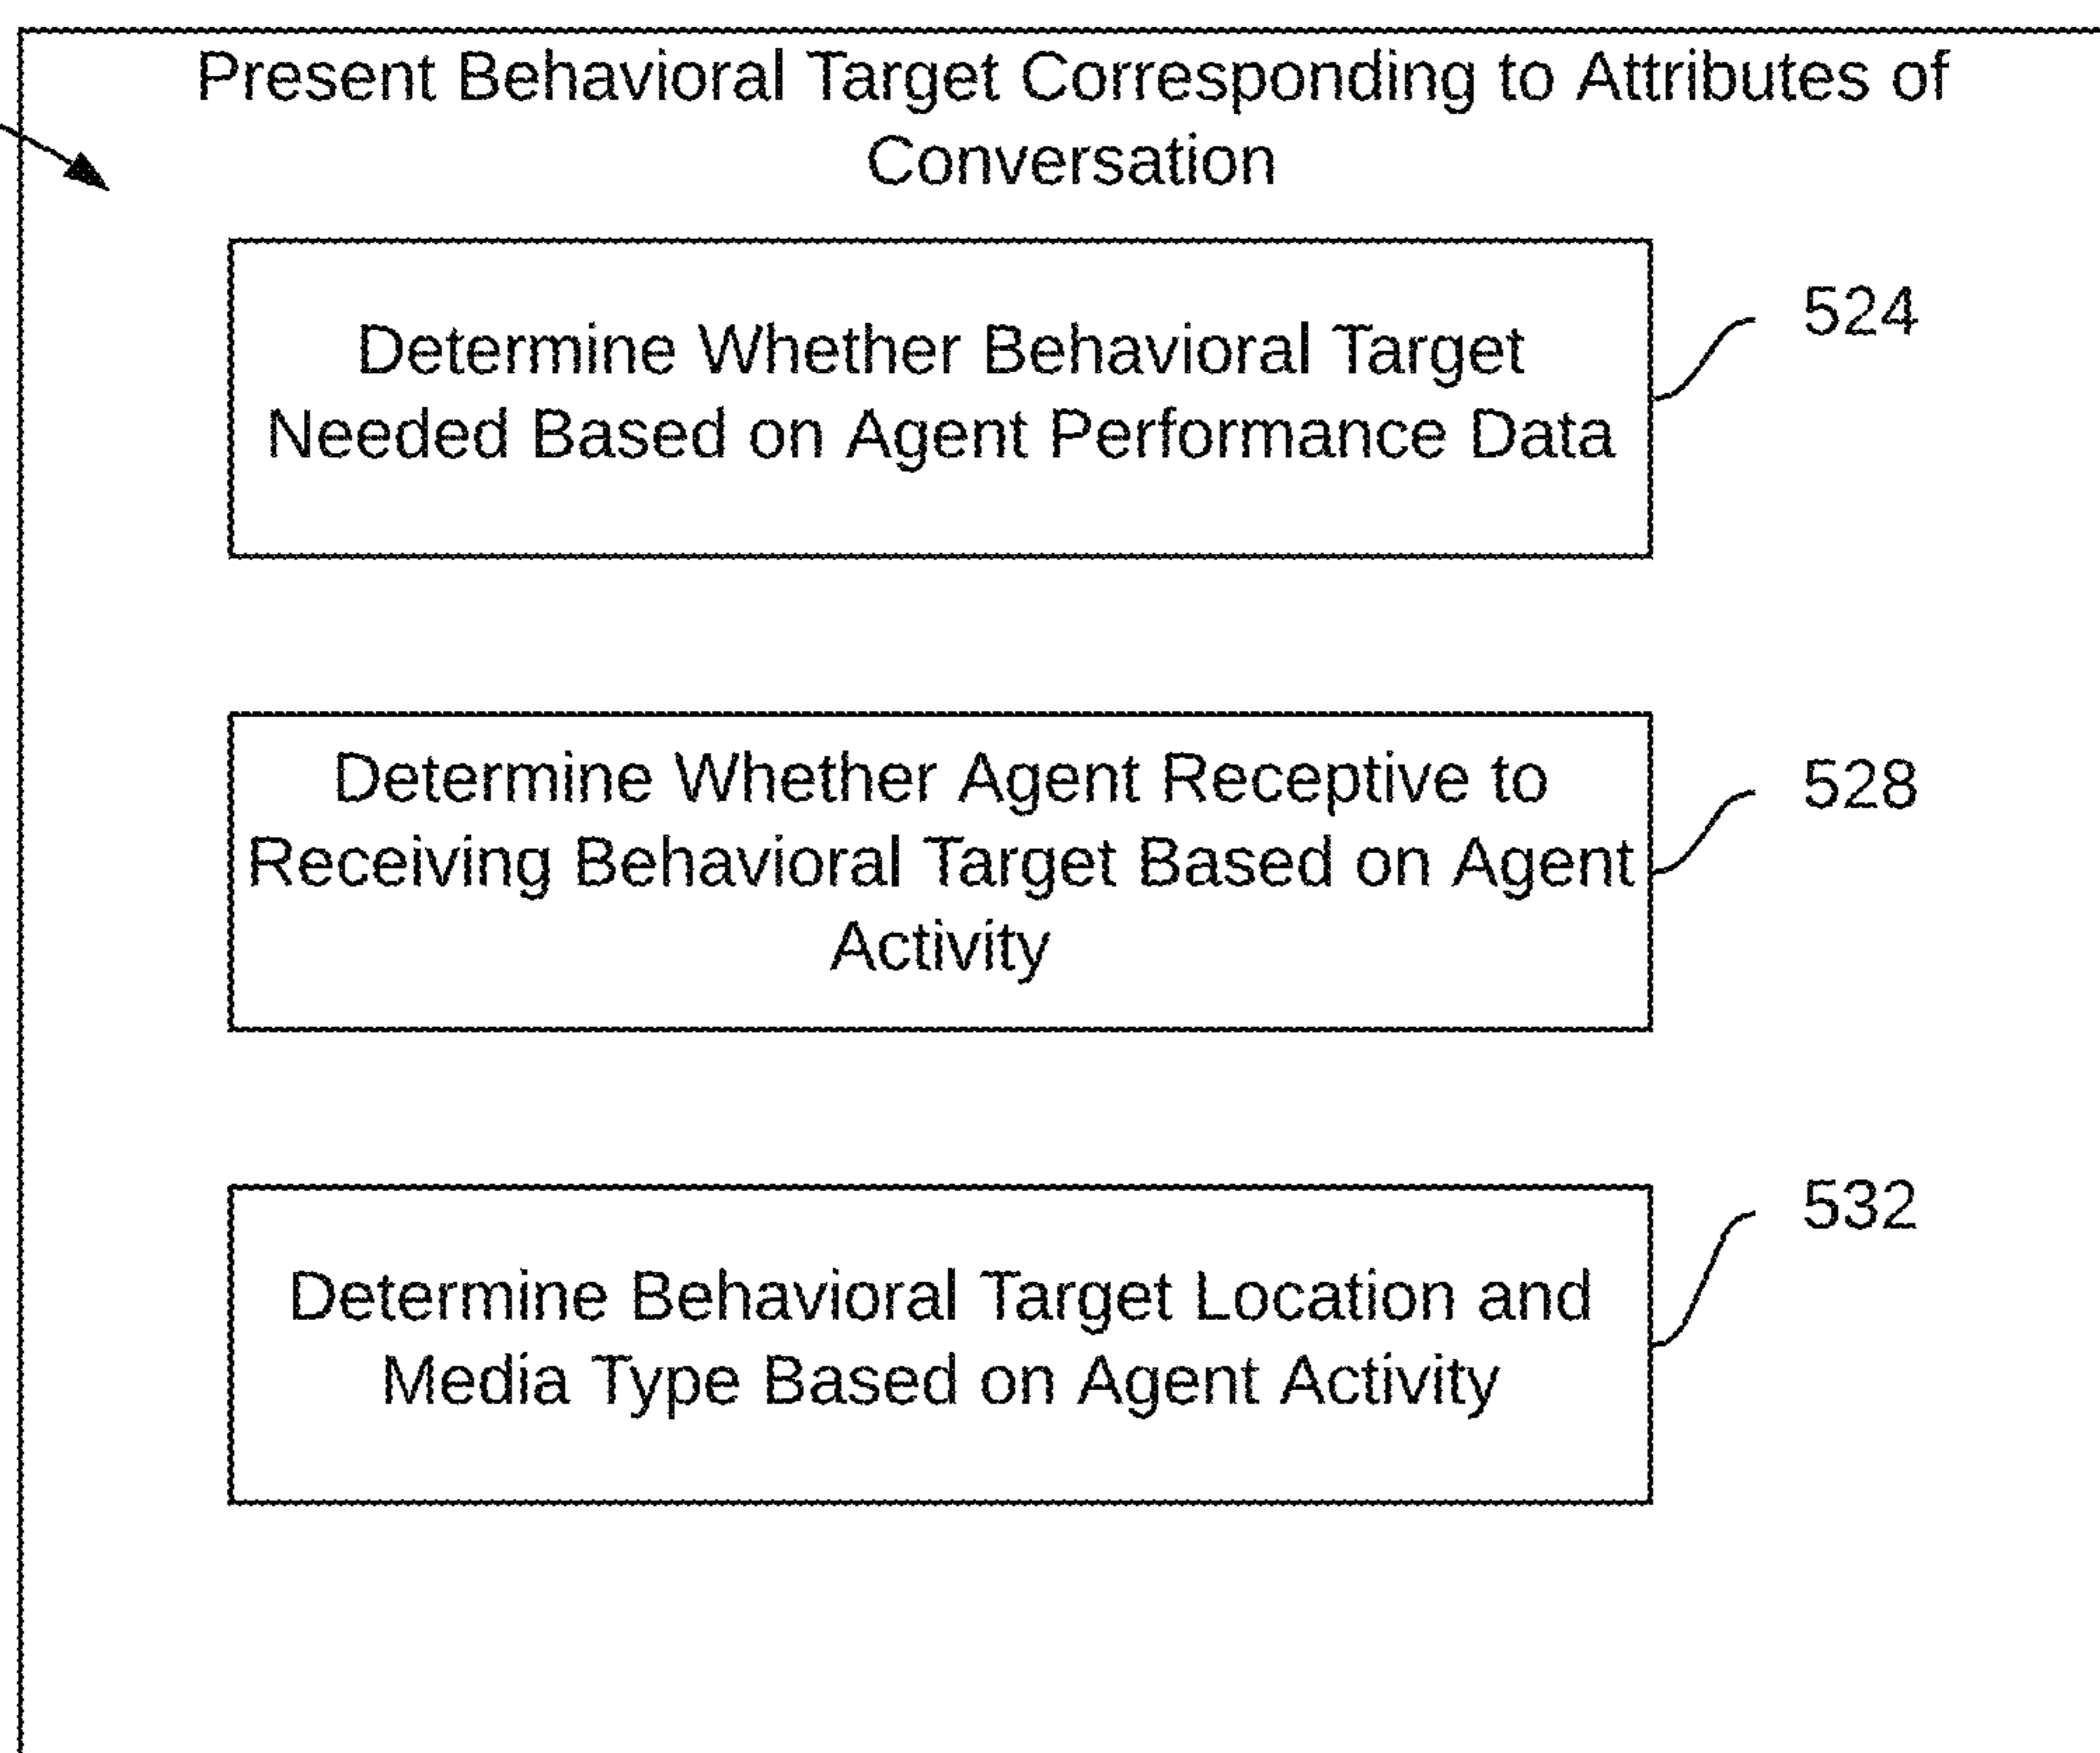 Present Behavioral Target Corresponding to Attributes of
Conversation
Determine Whether Behavioral Target
Needed Based on Agent Performance Data
524
Determine Whether Agent Receptive to
Receiving Behavioral Target Based on Agent
Activity
528
Determine Behavioral Target Location and
Media Type Based on Agent Activity
532